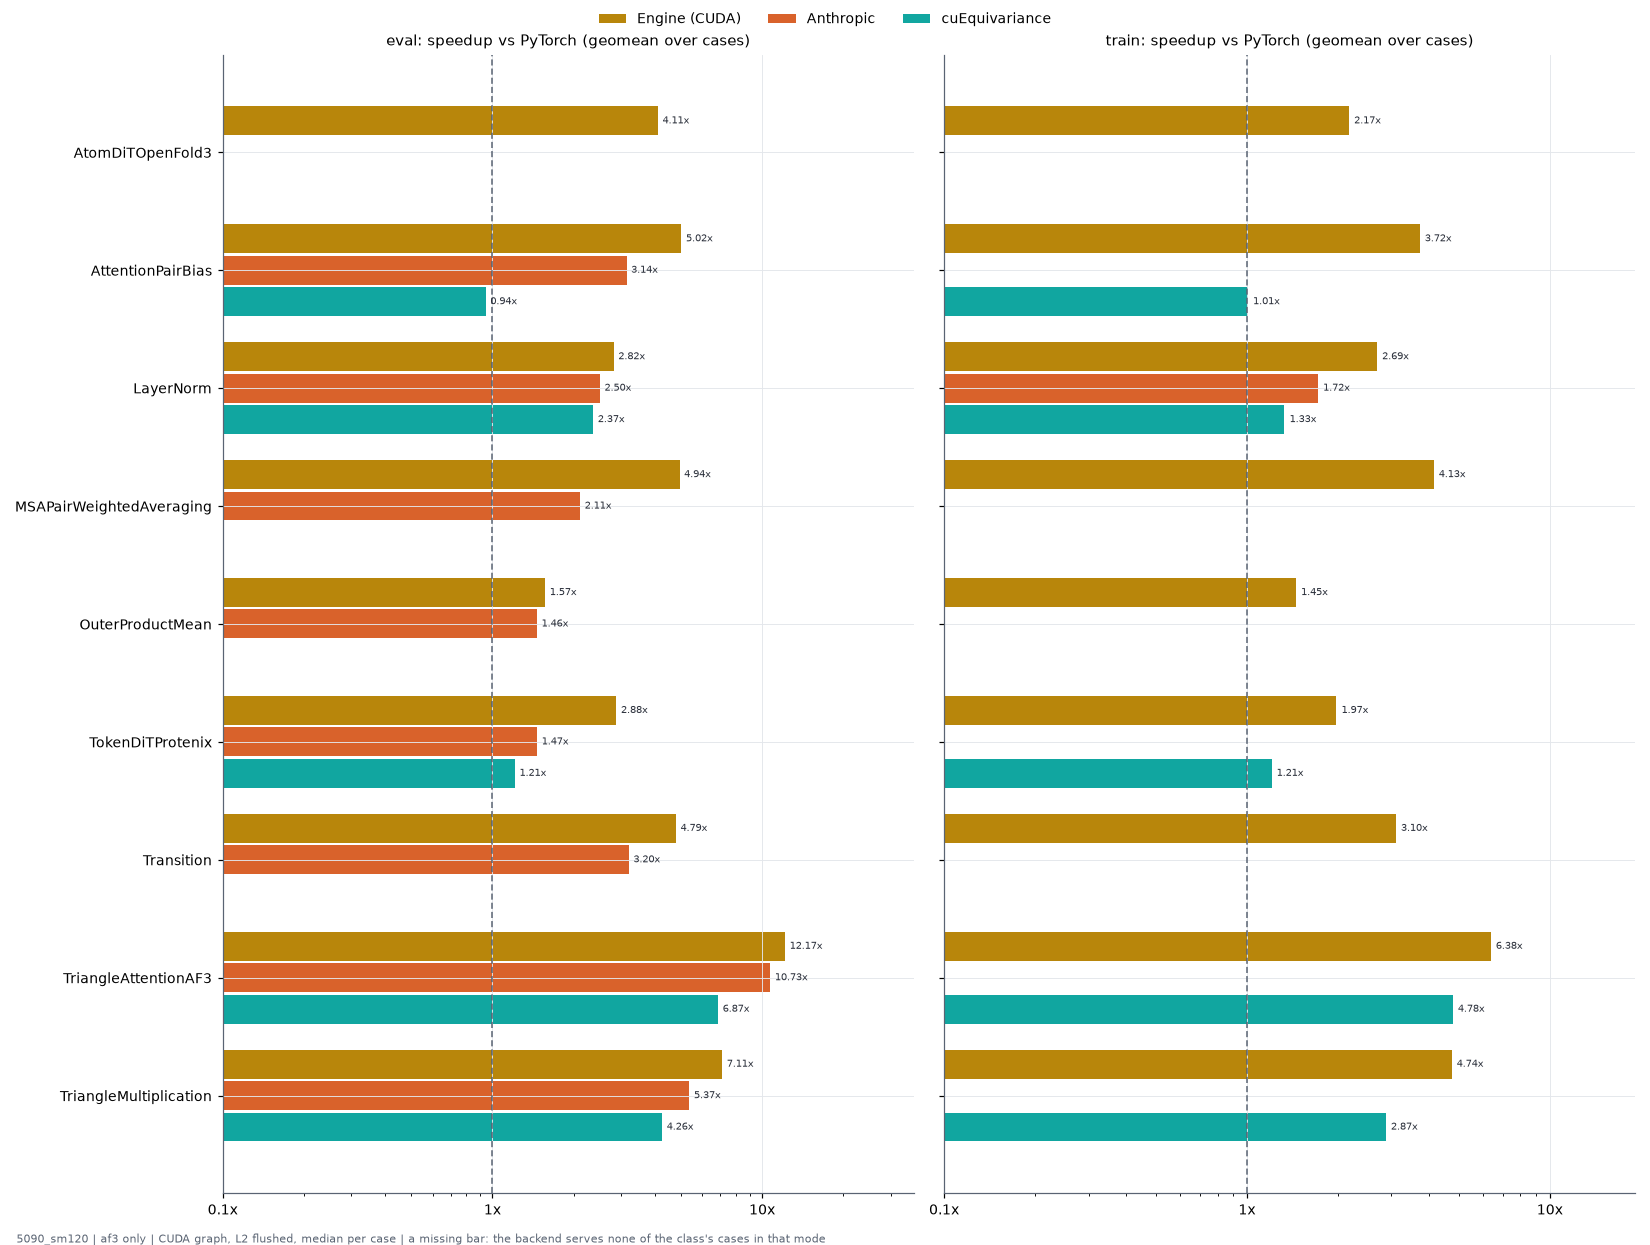 Engine (CUDA) Anthropic cuEquivariance
eval: speedup vs PyTorch (geomean over cases)
train: speedup vs PyTorch (geomean over cases)
AtomDiTOpenFold3
4.11x
2.17x
AttentionPairBias
5.02x
3.14x
0.94x
3.72x
1.01x
LayerNorm
2.82x
2.50x
2.37x
2.69x
1.72x
1.33x
MSAPairWeightedAveraging
4.94x
2.11x
4.13x
OuterProductMean
1.57x
1.46x
1.45x
TokenDiTProtenix
2.88x
1.47x
1.21x
1.97x
1.21x
Transition
4.79x
3.20x
3.10x
TriangleAttentionAF3
12.17x
10.73x
6.87x
6.38x
4.78x
TriangleMultiplication
7.11x
5.37x
4.26x
4.74x
2.87x
0.1x 1x 10x
0.1x 1x 10x
5090_sm120 | af3 only | CUDA graph, L2 flushed, median per case | a missing bar: the backend serves none of the class's cases in that mode